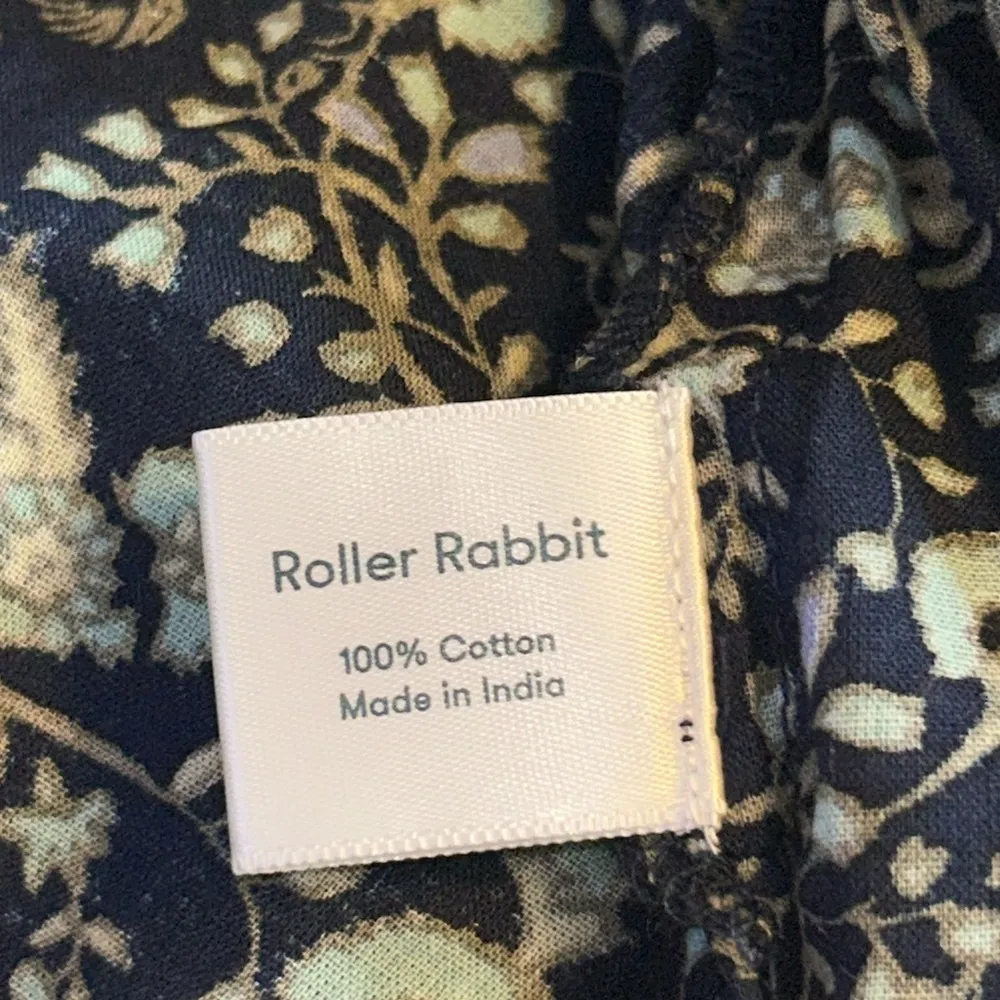 Roller Rabbit
100% Cotton
Made in India